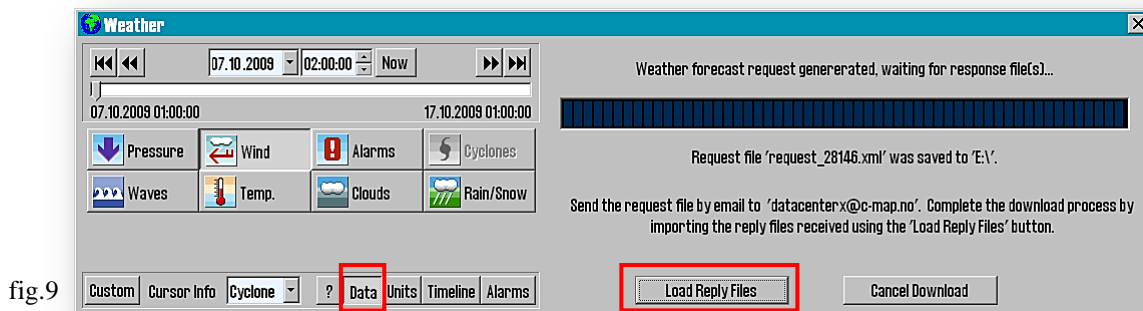 Weather
07.10.2009 02:00:00 Now
07.10.2009 01:00:00 17.10.2009 01:00:00
Pressure Wind Alarms Cyclones
Waves Temp. Clouds Rain/Snow
Custom Cursor Info Cyclone ? Data Units Timeline Alarms
Weather forecast request genererated, waiting for response file(s)...
Request file 'request_28146.xml' was saved to 'E:\'.
Send the request file by email to 'datacenterx@c-map.no'. Complete the download process by
importing the reply files received using the 'Load Reply Files' button.
Load Reply Files Cancel Download
fig.9